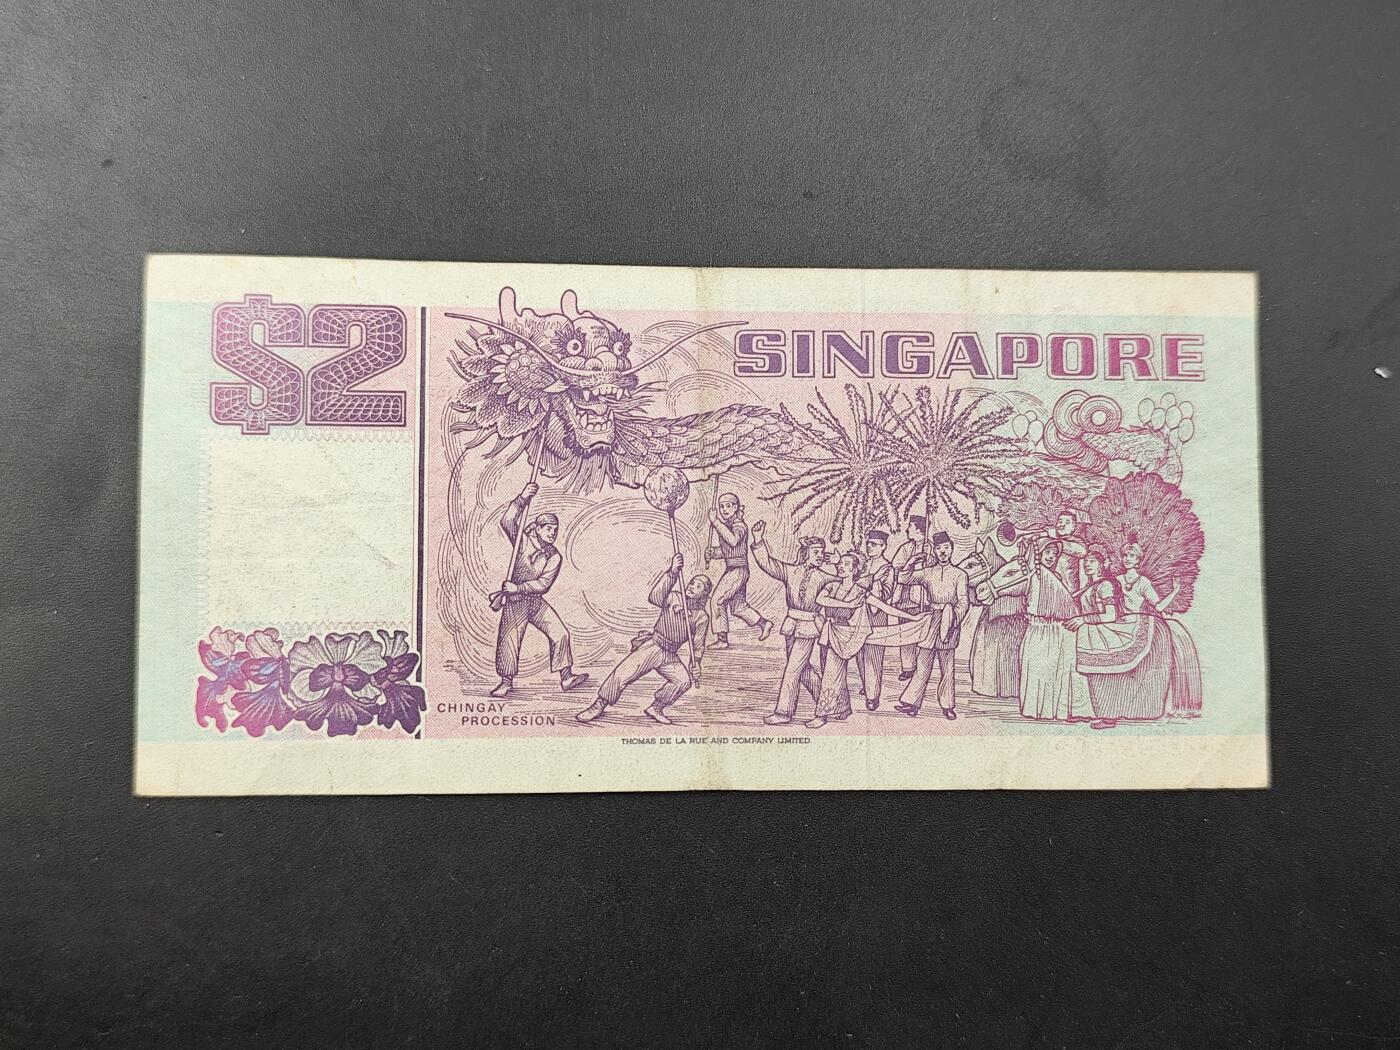 $2
SINGAPORE
CHINGAY
PROCESSION
THOMAS DE LA RUE AND COMPANY LIMITED.